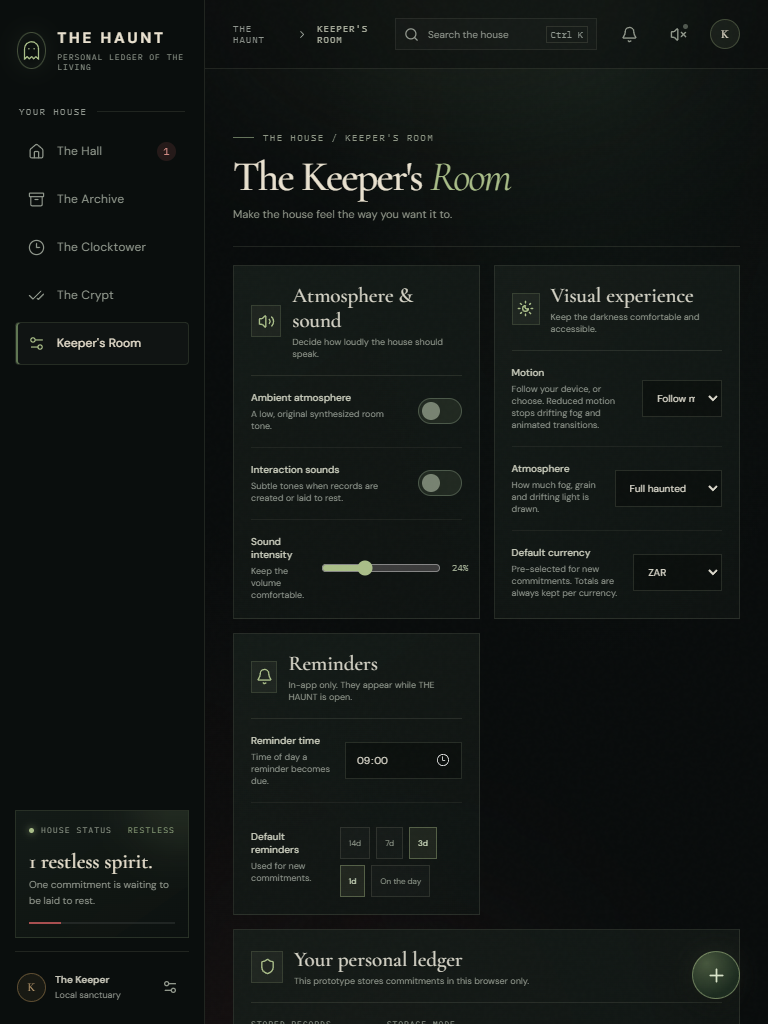 THE HAUNT
PERSONAL LEDGER OF THE
LIVING
YOUR HOUSE
The Hall
1
The Archive
The Clocktower
The Crypt
Keeper's Room
HOUSE STATUS RESTLESS
1 restless spirit.
One commitment is waiting to
be laid to rest.
K
The Keeper
Local sanctuary
THE
HAUNT
KEEPER'S
ROOM
Search the house
Ctrl K
K
THE HOUSE / KEEPER'S ROOM
The Keeper's Room
Make the house feel the way you want it to.
Atmosphere &
sound
Decide how loudly the house should
speak.
Ambient atmosphere
A low, original synthesized room
tone.
Interaction sounds
Subtle tones when records are
created or laid to rest.
Sound
intensity
Keep the
volume
comfortable.
24%
Visual experience
Keep the darkness comfortable and
accessible.
Motion
Follow your device, or
choose. Reduced motion
stops drifting fog and
animated transitions.
Follow
Atmosphere
How much fog, grain
and drifting light is
drawn.
Full haunted
Default currency
Pre-selected for new
commitments. Totals are
always kept per currency.
ZAR
Reminders
In-app only. They appear while THE
HAUNT is open.
Reminder time
Time of day a
reminder becomes
due.
09:00
Default
reminders
Used for new
commitments.
14d
7d
3d
1d
On the day
Your personal ledger
This prototype stores commitments in this browser only.
STORED RECORDS
STORAGE MODE